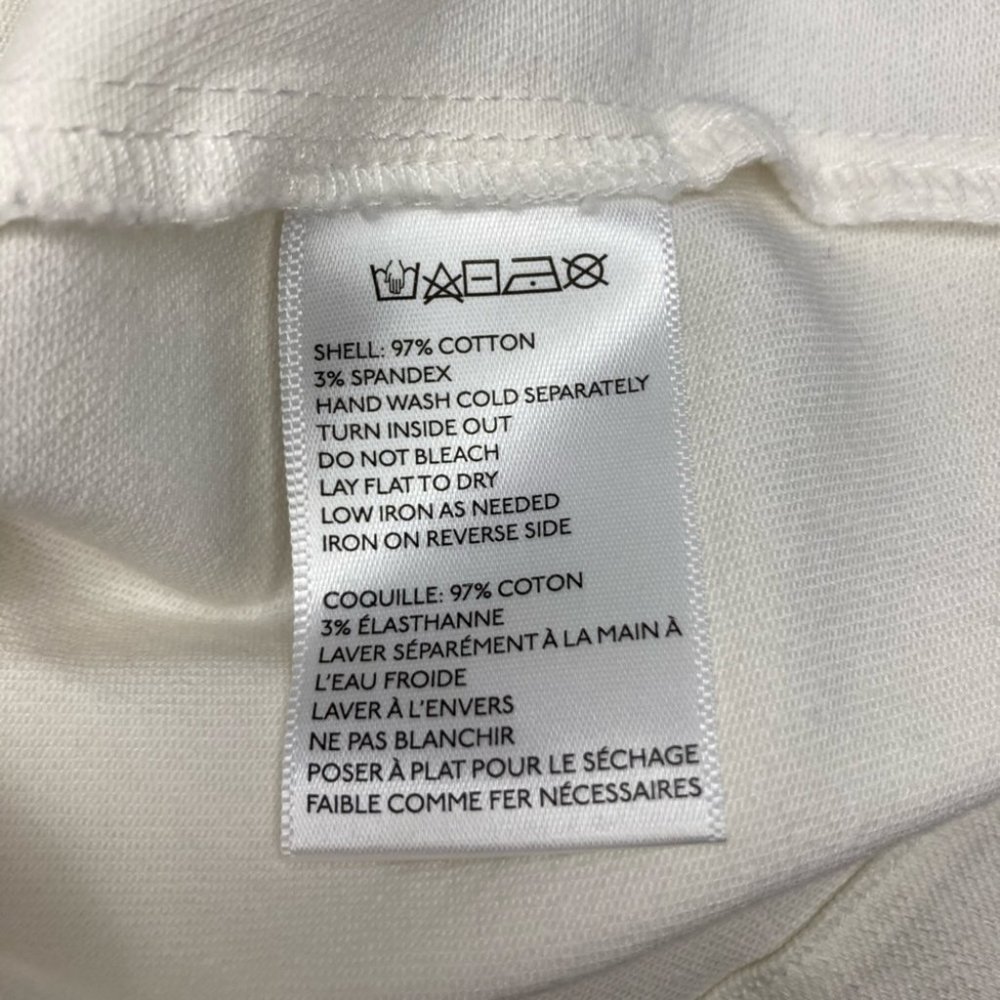 SHELL: 97% COTTON
3% SPANDEX
HAND WASH COLD SEPARATELY
TURN INSIDE OUT
DO NOT BLEACH
LAY FLAT TO DRY
LOW IRON AS NEEDED
IRON ON REVERSE SIDE
COQUILLE: 97% COTON
3% ÉLASTHANNE
LAVER SÉPARÉMENT À LA MAIN À
L'EAU FROIDE
LAVER À L'ENVERS
NE PAS BLANCHIR
POSER À PLAT POUR LE SÉCHAGE
FAIBLE COMME FER NÉCESSAIRES